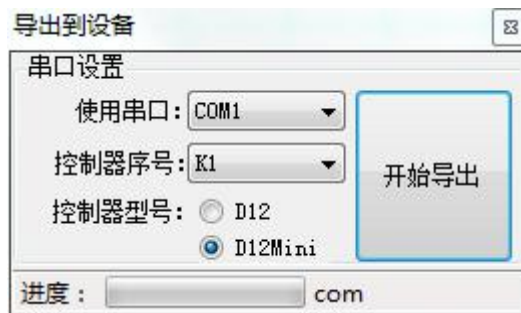 导出到设备
串口设置
使用串口: COM1
控制器序号: K1
控制器型号: D12
D12Mini
开始导出
进度: com